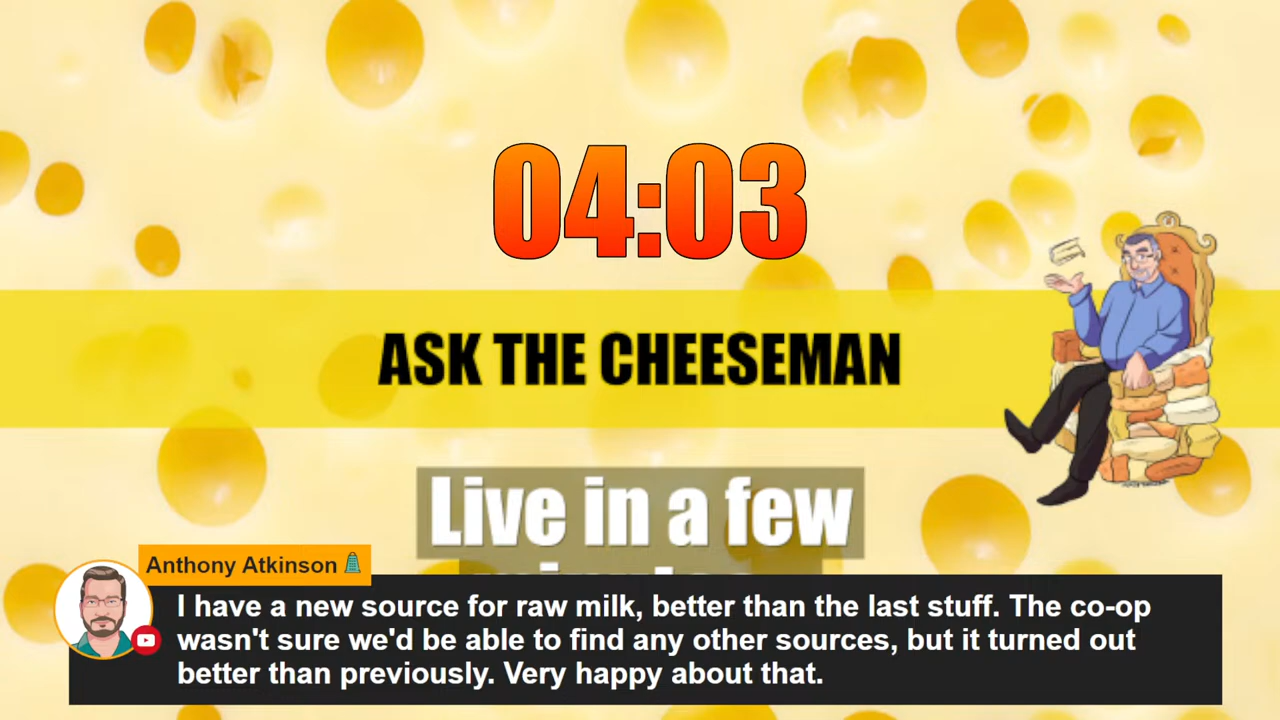 04:03
ASK THE CHEESEMAN
Live in a few
Anthony Atkinson
I have a new source for raw milk, better than the last stuff. The co-op
wasn't sure we'd be able to find any other sources, but it turned out
better than previously. Very happy about that.